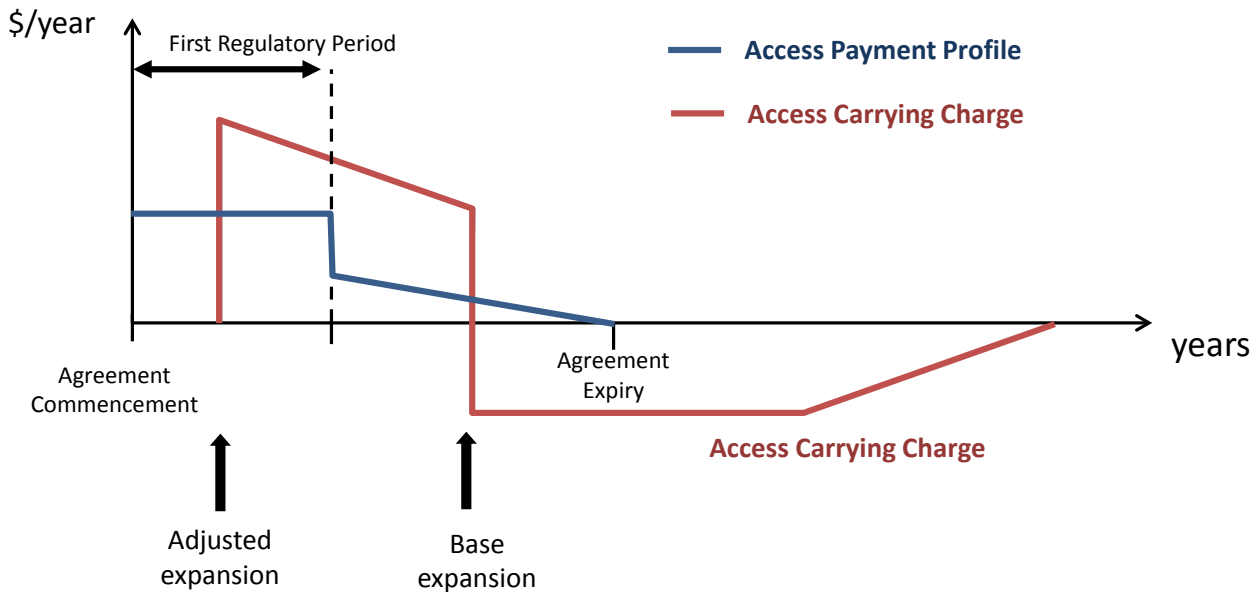 $/year
First Regulatory Period
Access Payment Profile
Access Carrying Charge
years
Agreement
Commencement
Agreement
Expiry
Access Carrying Charge
Adjusted
expansion
Base
expansion